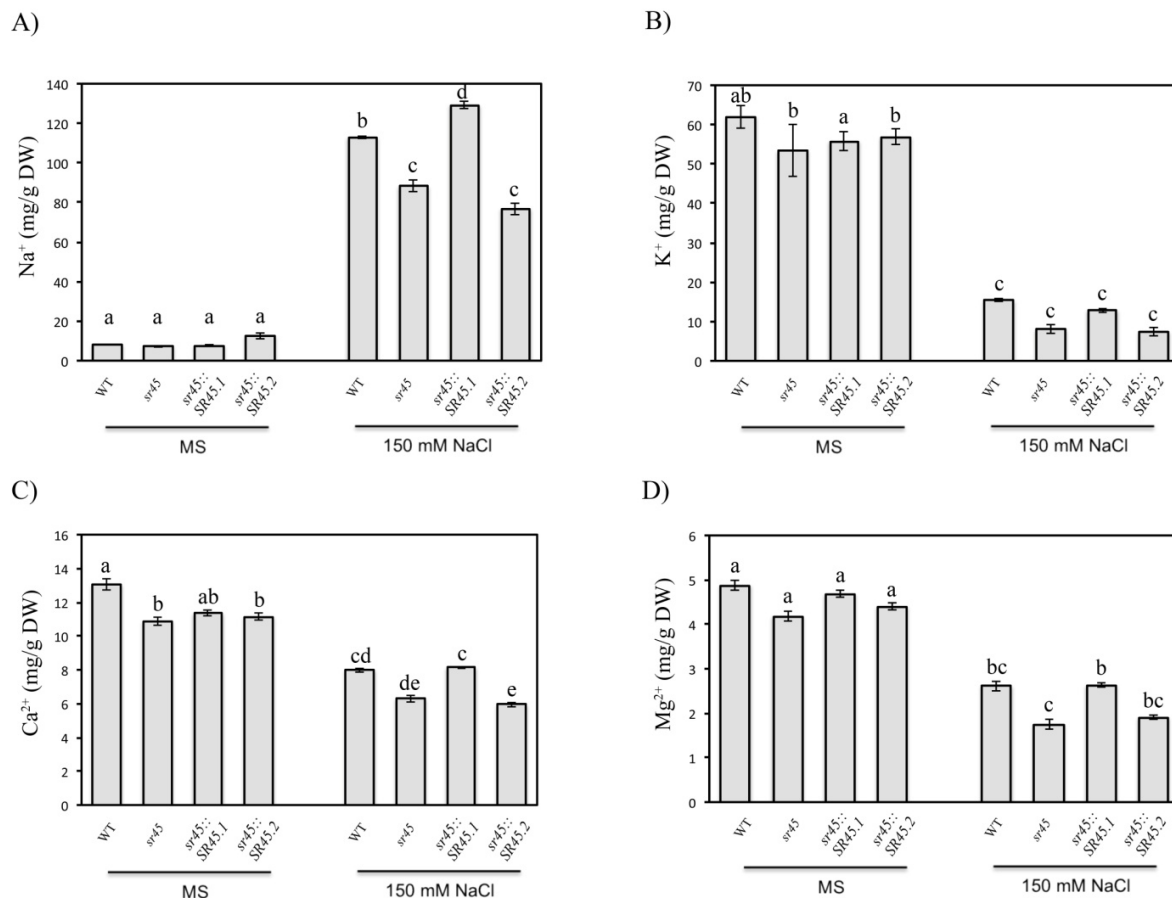 A)
Na⁺ (mg/g DW)
140
120
100
80
60
40
20
0
a
a
a
a
b
c
d
c
WT
sr45
sr45::
SR45.1
sr45::
SR45.2
WT
sr45
sr45::
SR45.1
sr45::
SR45.2
MS
150 mM NaCl
B)
K⁺ (mg/g DW)
70
60
50
40
30
20
10
0
ab
b
a
b
c
c
c
c
WT
sr45
sr45::
SR45.1
sr45::
SR45.2
WT
sr45
sr45::
SR45.1
sr45::
SR45.2
MS
150 mM NaCl
C)
Ca²⁺ (mg/g DW)
16
14
12
10
8
6
4
2
0
a
b
ab
b
cd
de
c
e
WT
sr45
sr45::
SR45.1
sr45::
SR45.2
WT
sr45
sr45::
SR45.1
sr45::
SR45.2
MS
150 mM NaCl
D)
Mg²⁺ (mg/g DW)
6
5
4
3
2
1
0
a
a
a
a
bc
c
b
bc
WT
sr45
sr45::
SR45.1
sr45::
SR45.2
WT
sr45
sr45::
SR45.1
sr45::
SR45.2
MS
150 mM NaCl